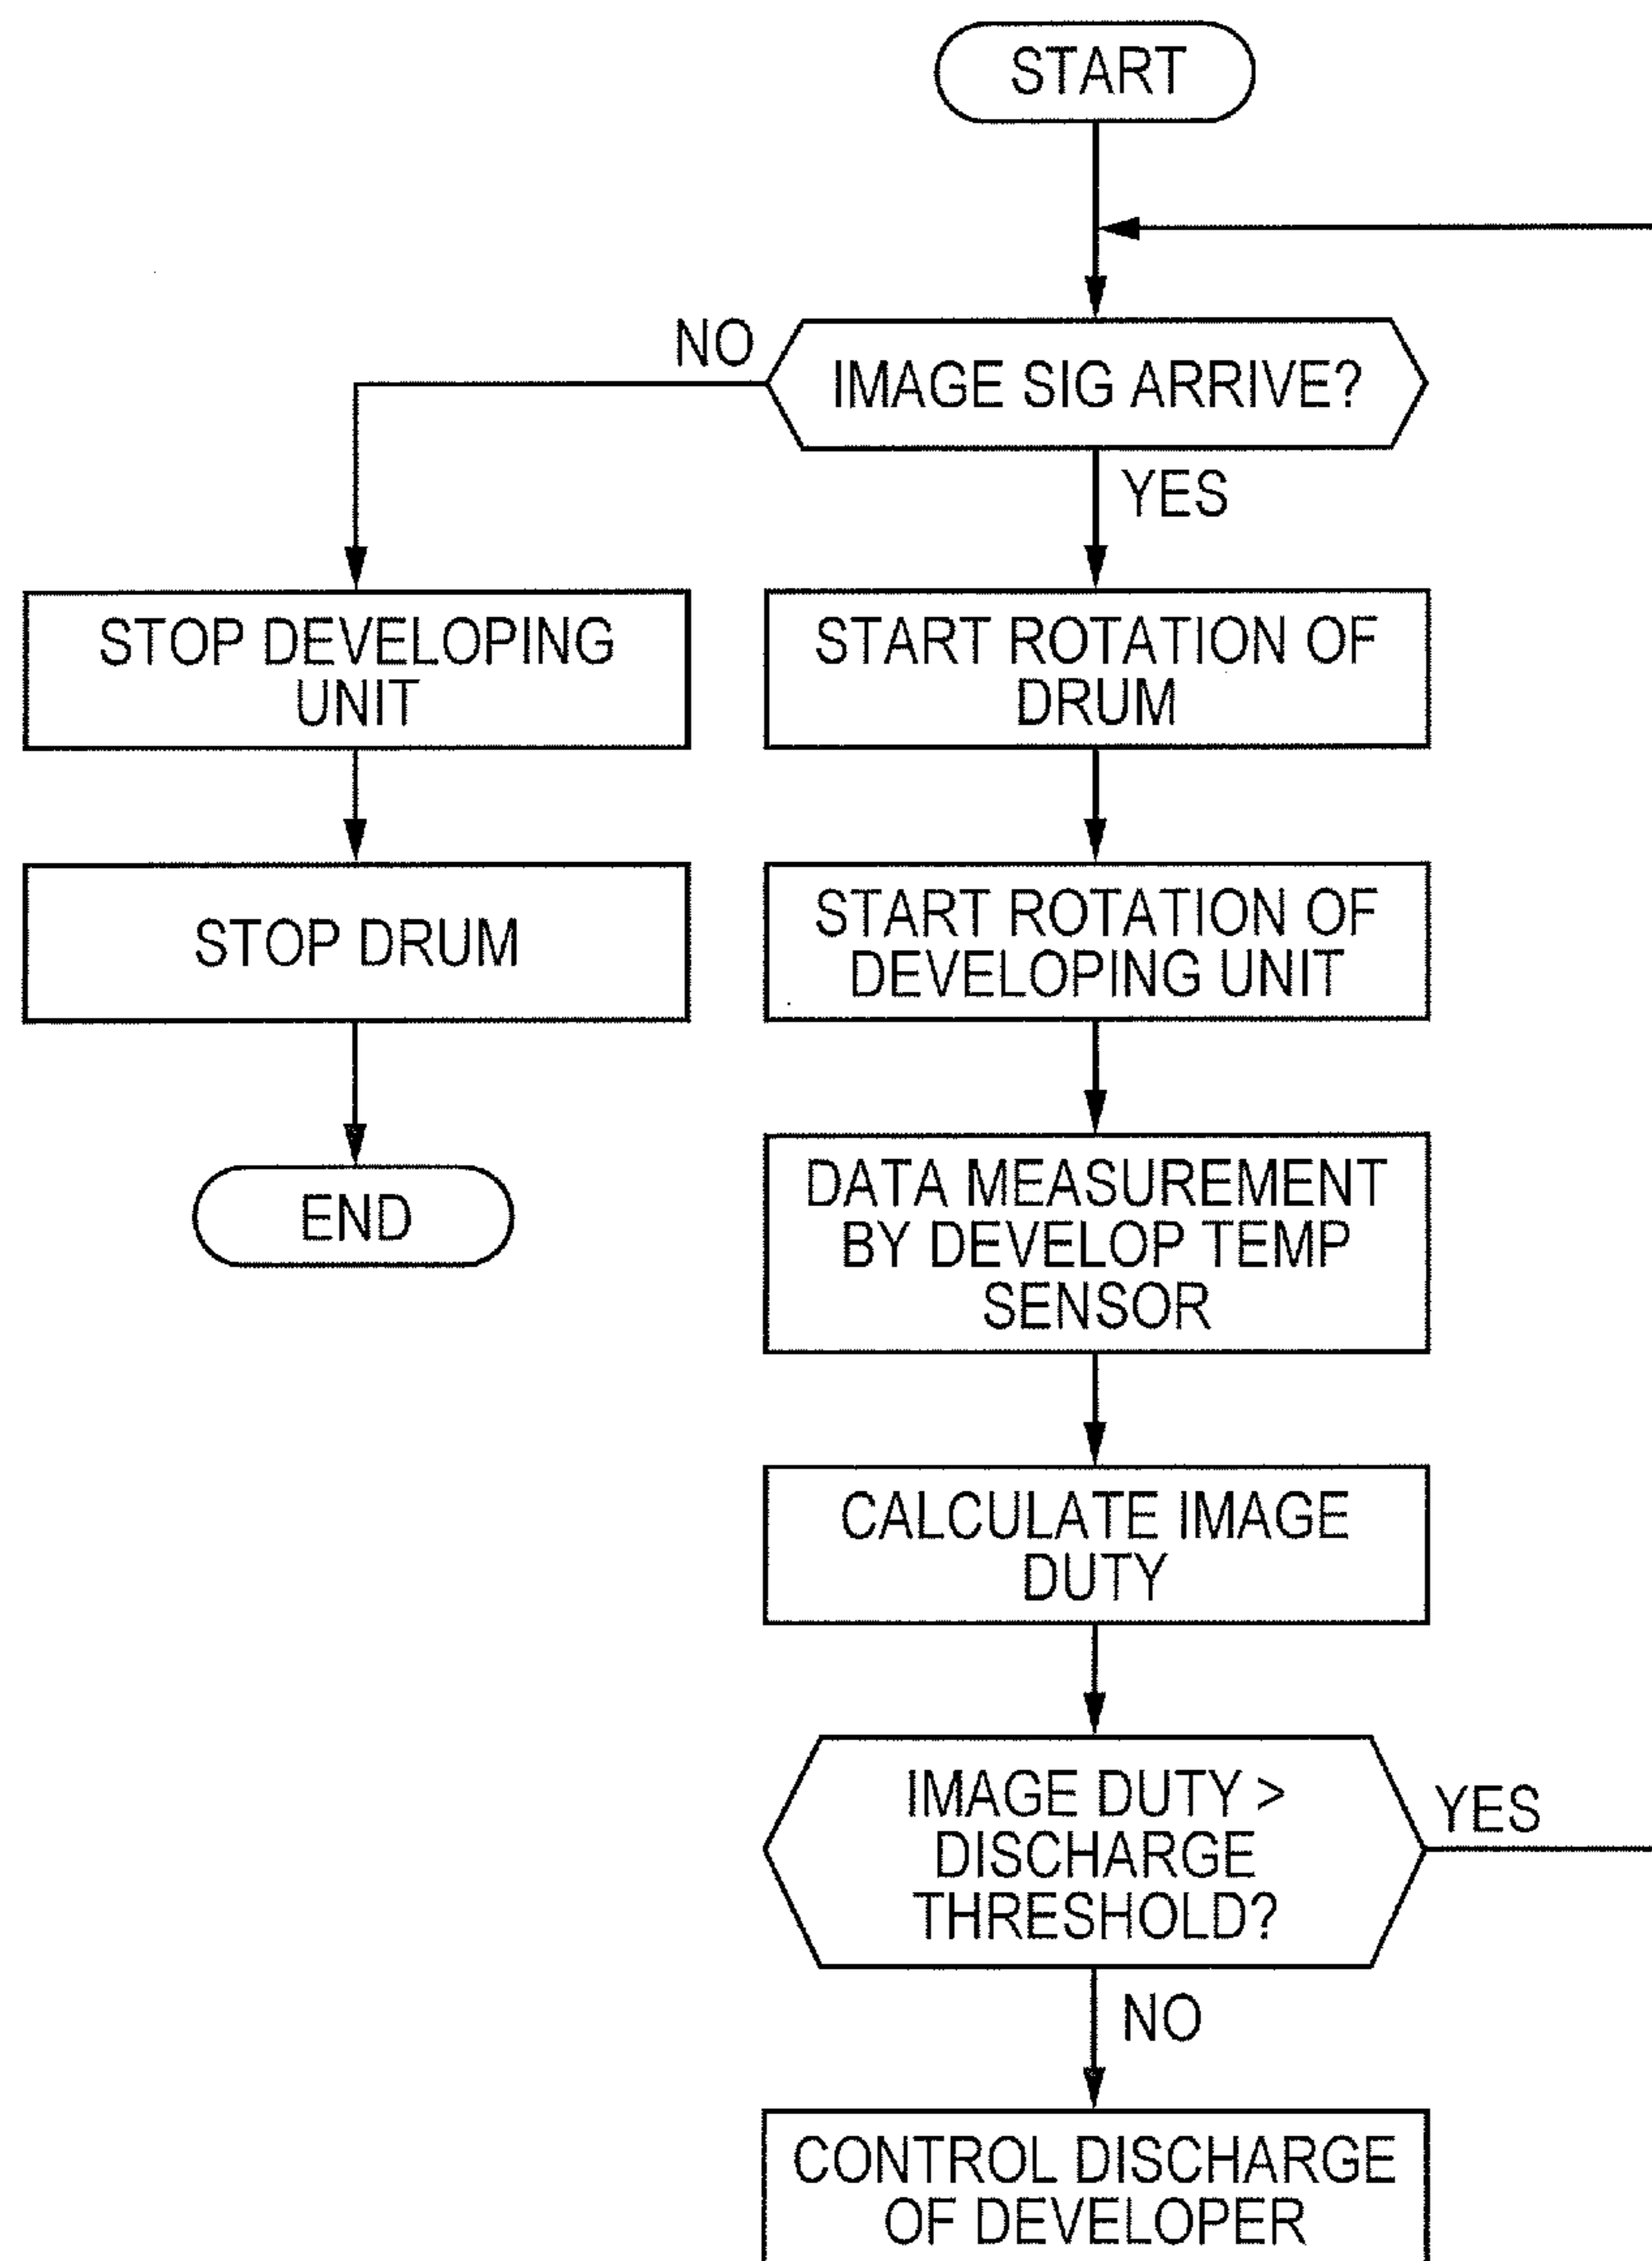 START
NO
IMAGE SIG ARRIVE?
YES
STOP DEVELOPING
UNIT
START ROTATION OF
DRUM
STOP DRUM
START ROTATION OF
DEVELOPING UNIT
END
DATA MEASUREMENT
BY DEVELOP TEMP
SENSOR
CALCULATE IMAGE
DUTY
IMAGE DUTY >
DISCHARGE
THRESHOLD?
YES
NO
CONTROL DISCHARGE
OF DEVELOPER